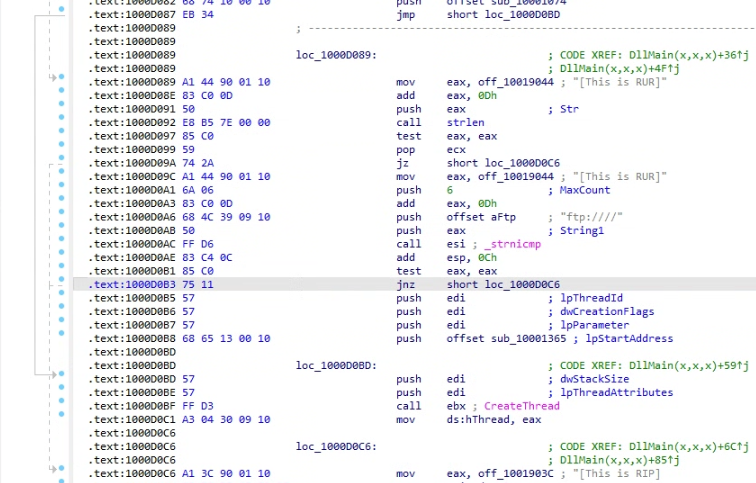 .text:1000D082 68 74 10 00 10 push offset sub_10001074
.text:1000D087 EB 34 jmp short loc_1000D0BD
.text:1000D089 ; ---------------------------------------------------------------------------
.text:1000D089
.text:1000D089 loc_1000D089: ; CODE XREF: DllMain(x,x,x)+36↑j
.text:1000D089 ; DllMain(x,x,x)+4F↑j
.text:1000D089 A1 44 90 01 10 mov eax, off_10019044 ; "[This is RUR]"
.text:1000D08E 83 C0 0D add eax, 0Dh
.text:1000D091 50 push eax ; Str
.text:1000D092 E8 B5 7E 00 00 call strlen
.text:1000D097 85 C0 test eax, eax
.text:1000D099 59 pop ecx
.text:1000D09A 74 2A jz short loc_1000D0C6
.text:1000D09C A1 44 90 01 10 mov eax, off_10019044 ; "[This is RUR]"
.text:1000D0A1 6A 06 push 6 ; MaxCount
.text:1000D0A3 83 C0 0D add eax, 0Dh
.text:1000D0A6 68 4C 39 09 10 push offset aFtp ; "ftp:////"
.text:1000D0AB 50 push eax ; String1
.text:1000D0AC FF D6 call esi ; _strnicmp
.text:1000D0AE 83 C4 0C add esp, 0Ch
.text:1000D0B1 85 C0 test eax, eax
.text:1000D0B3 75 11 jnz short loc_1000D0C6
.text:1000D0B5 57 push edi ; lpThreadId
.text:1000D0B6 57 push edi ; dwCreationFlags
.text:1000D0B7 57 push edi ; lpParameter
.text:1000D0B8 68 65 13 00 10 push offset sub_10001365 ; lpStartAddress
.text:1000D0BD
.text:1000D0BD loc_1000D0BD: ; CODE XREF: DllMain(x,x,x)+59↑j
.text:1000D0BD 57 push edi ; dwStackSize
.text:1000D0BE 57 push edi ; lpThreadAttributes
.text:1000D0BF FF D3 call ebx ; CreateThread
.text:1000D0C1 A3 04 30 09 10 mov ds:hThread, eax
.text:1000D0C6
.text:1000D0C6 loc_1000D0C6: ; CODE XREF: DllMain(x,x,x)+6C↑j
.text:1000D0C6 ; DllMain(x,x,x)+85↑j
.text:1000D0C6 A1 3C 90 01 10 mov eax, off_1001903C ; "[This is RIP]